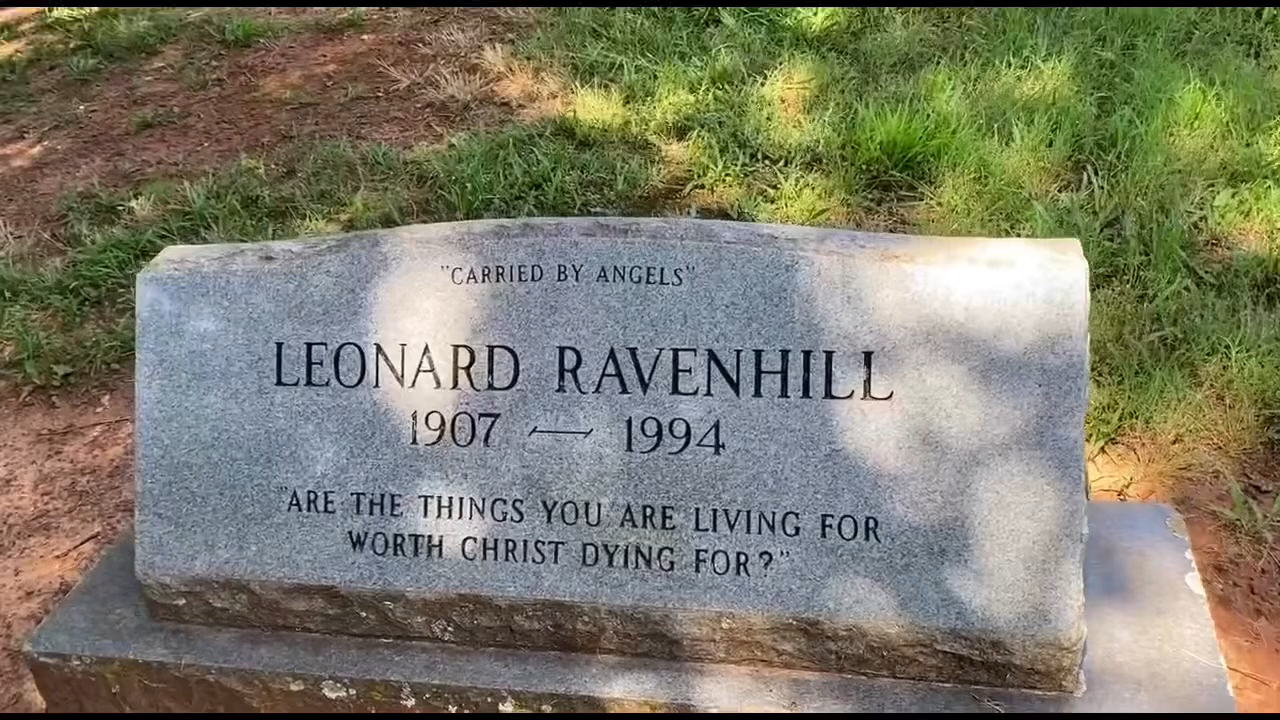 "CARRIED BY ANGELS"
LEONARD RAVENHILL
1907 — 1994
"ARE THE THINGS YOU ARE LIVING FOR
WORTH CHRIST DYING FOR?"